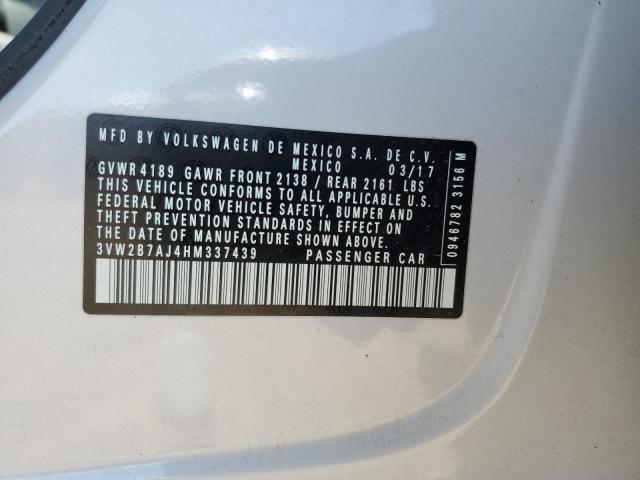 MFD BY VOLKSWAGEN DE MEXICO S.A. DE C.V.
MEXICO 03/17
GVWR 4189 GAWR FRONT 2138 / REAR 2161 LBS
THIS VEHICLE CONFORMS TO ALL APPLICABLE U.S.
FEDERAL MOTOR VEHICLE SAFETY, BUMPER AND
THEFT PREVENTION STANDARDS IN EFFECT ON
THE DATE OF MANUFACTURE SHOWN ABOVE.
3VW2B7AJ4HM337439 PASSENGER CAR
0946782 3156 M